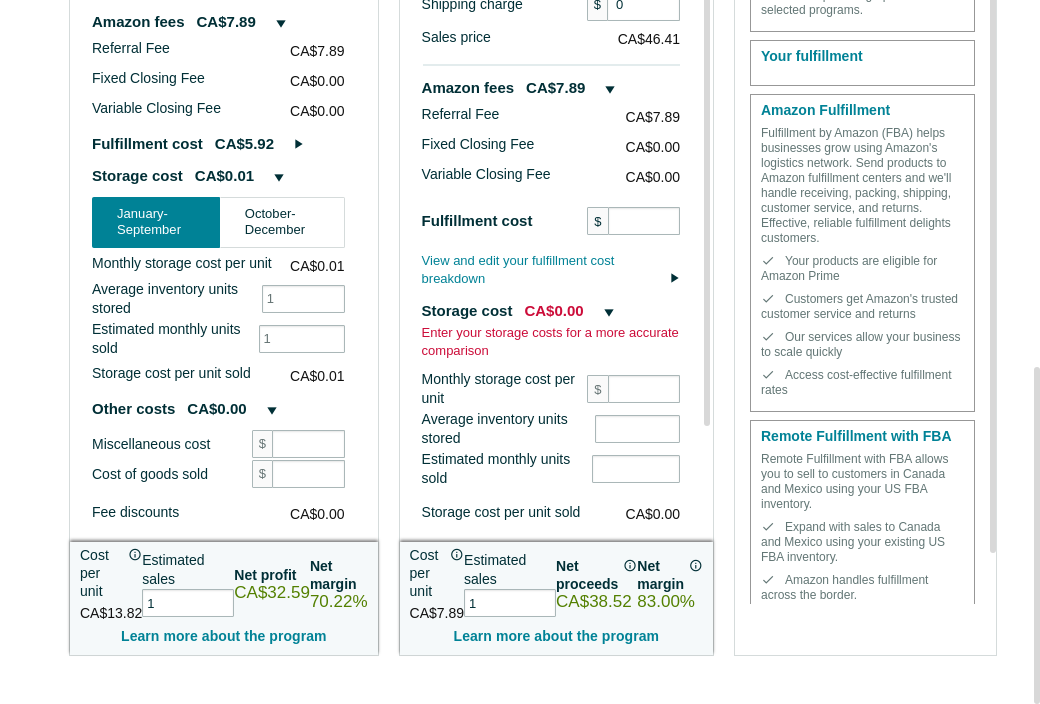 Amazon fees CA$7.89
Referral Fee CA$7.89
Fixed Closing Fee CA$0.00
Variable Closing Fee CA$0.00
Fulfillment cost CA$5.92
Storage cost CA$0.01
January-
September
October-
December
Monthly storage cost per unit CA$0.01
Average inventory units
stored 1
Estimated monthly units
sold 1
Storage cost per unit sold CA$0.01
Other costs CA$0.00
Miscellaneous cost $
Cost of goods sold $
Fee discounts CA$0.00
Cost
per
unit
CA$13.82
Estimated
sales
1
Net profit
CA$32.59
Net
margin
70.22%
Learn more about the program
Shipping charge $ 0
Sales price CA$46.41
Amazon fees CA$7.89
Referral Fee CA$7.89
Fixed Closing Fee CA$0.00
Variable Closing Fee CA$0.00
Fulfillment cost $
View and edit your fulfillment cost
breakdown
Storage cost CA$0.00
Enter your storage costs for a more accurate
comparison
Monthly storage cost per
unit $
Average inventory units
stored
Estimated monthly units
sold
Storage cost per unit sold CA$0.00
Cost
per
unit
CA$7.89
Estimated
sales
1
Net
proceeds
CA$38.52
Net
margin
83.00%
Learn more about the program
selected programs.
Your fulfillment
Amazon Fulfillment
Fulfillment by Amazon (FBA) helps
businesses grow using Amazon's
logistics network. Send products to
Amazon fulfillment centers and we'll
handle receiving, packing, shipping,
customer service, and returns.
Effective, reliable fulfillment delights
customers.
Your products are eligible for
Amazon Prime
Customers get Amazon's trusted
customer service and returns
Our services allow your business
to scale quickly
Access cost-effective fulfillment
rates
Remote Fulfillment with FBA
Remote Fulfillment with FBA allows
you to sell to customers in Canada
and Mexico using your US FBA
inventory.
Expand with sales to Canada
and Mexico using your existing US
FBA inventory.
Amazon handles fulfillment
across the border.